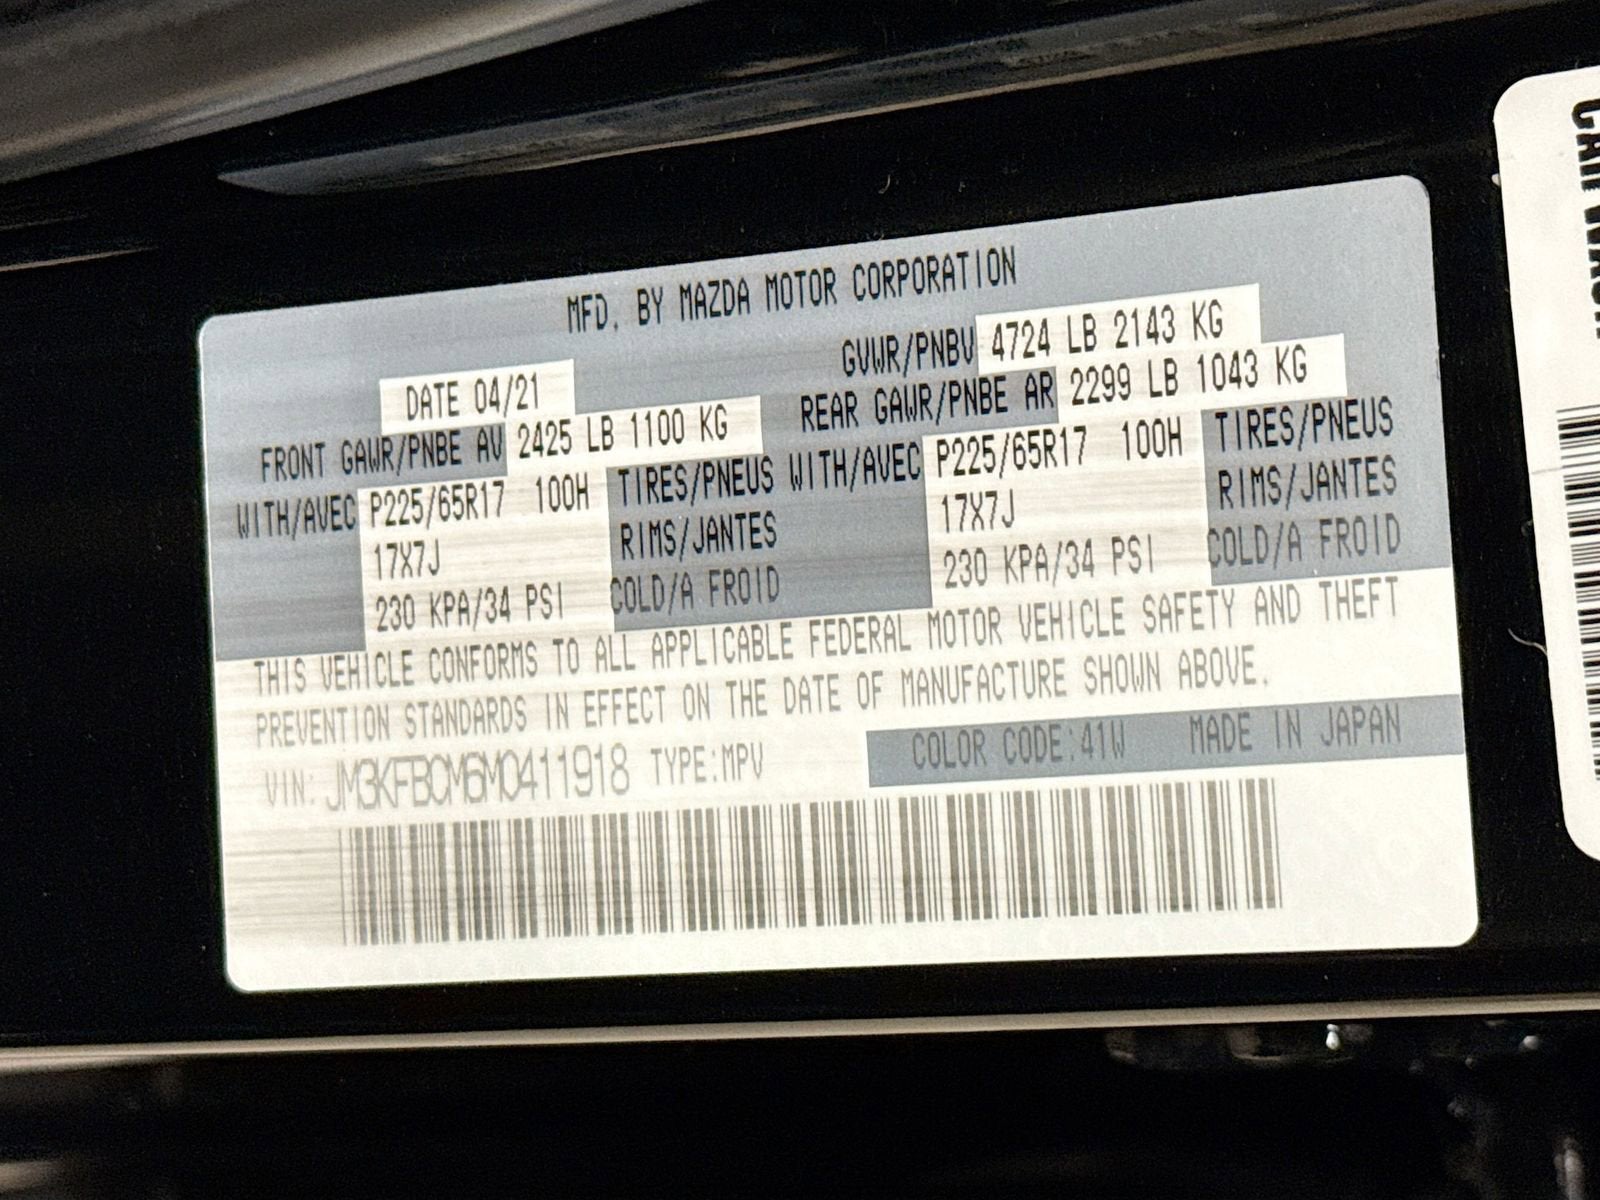 MFD. BY MAZDA MOTOR CORPORATION
GVWR/PNBV 4724 LB 2143 KG
DATE 04/21
REAR GAWR/PNBE AR 2299 LB 1043 KG
FRONT GAWR/PNBE AV 2425 LB 1100 KG
WITH/AVEC P225/65R17 100H TIRES/PNEUS WITH/AVEC P225/65R17 100H TIRES/PNEUS
17X7J RIMS/JANTES 17X7J RIMS/JANTES
230 KPA/34 PSI COLD/A FROID 230 KPA/34 PSI COLD/A FROID
THIS VEHICLE CONFORMS TO ALL APPLICABLE FEDERAL MOTOR VEHICLE SAFETY AND THEFT
PREVENTION STANDARDS IN EFFECT ON THE DATE OF MANUFACTURE SHOWN ABOVE.
VIN: JM3KFBCM6M0411918 TYPE:MPV COLOR CODE:41W MADE IN JAPAN